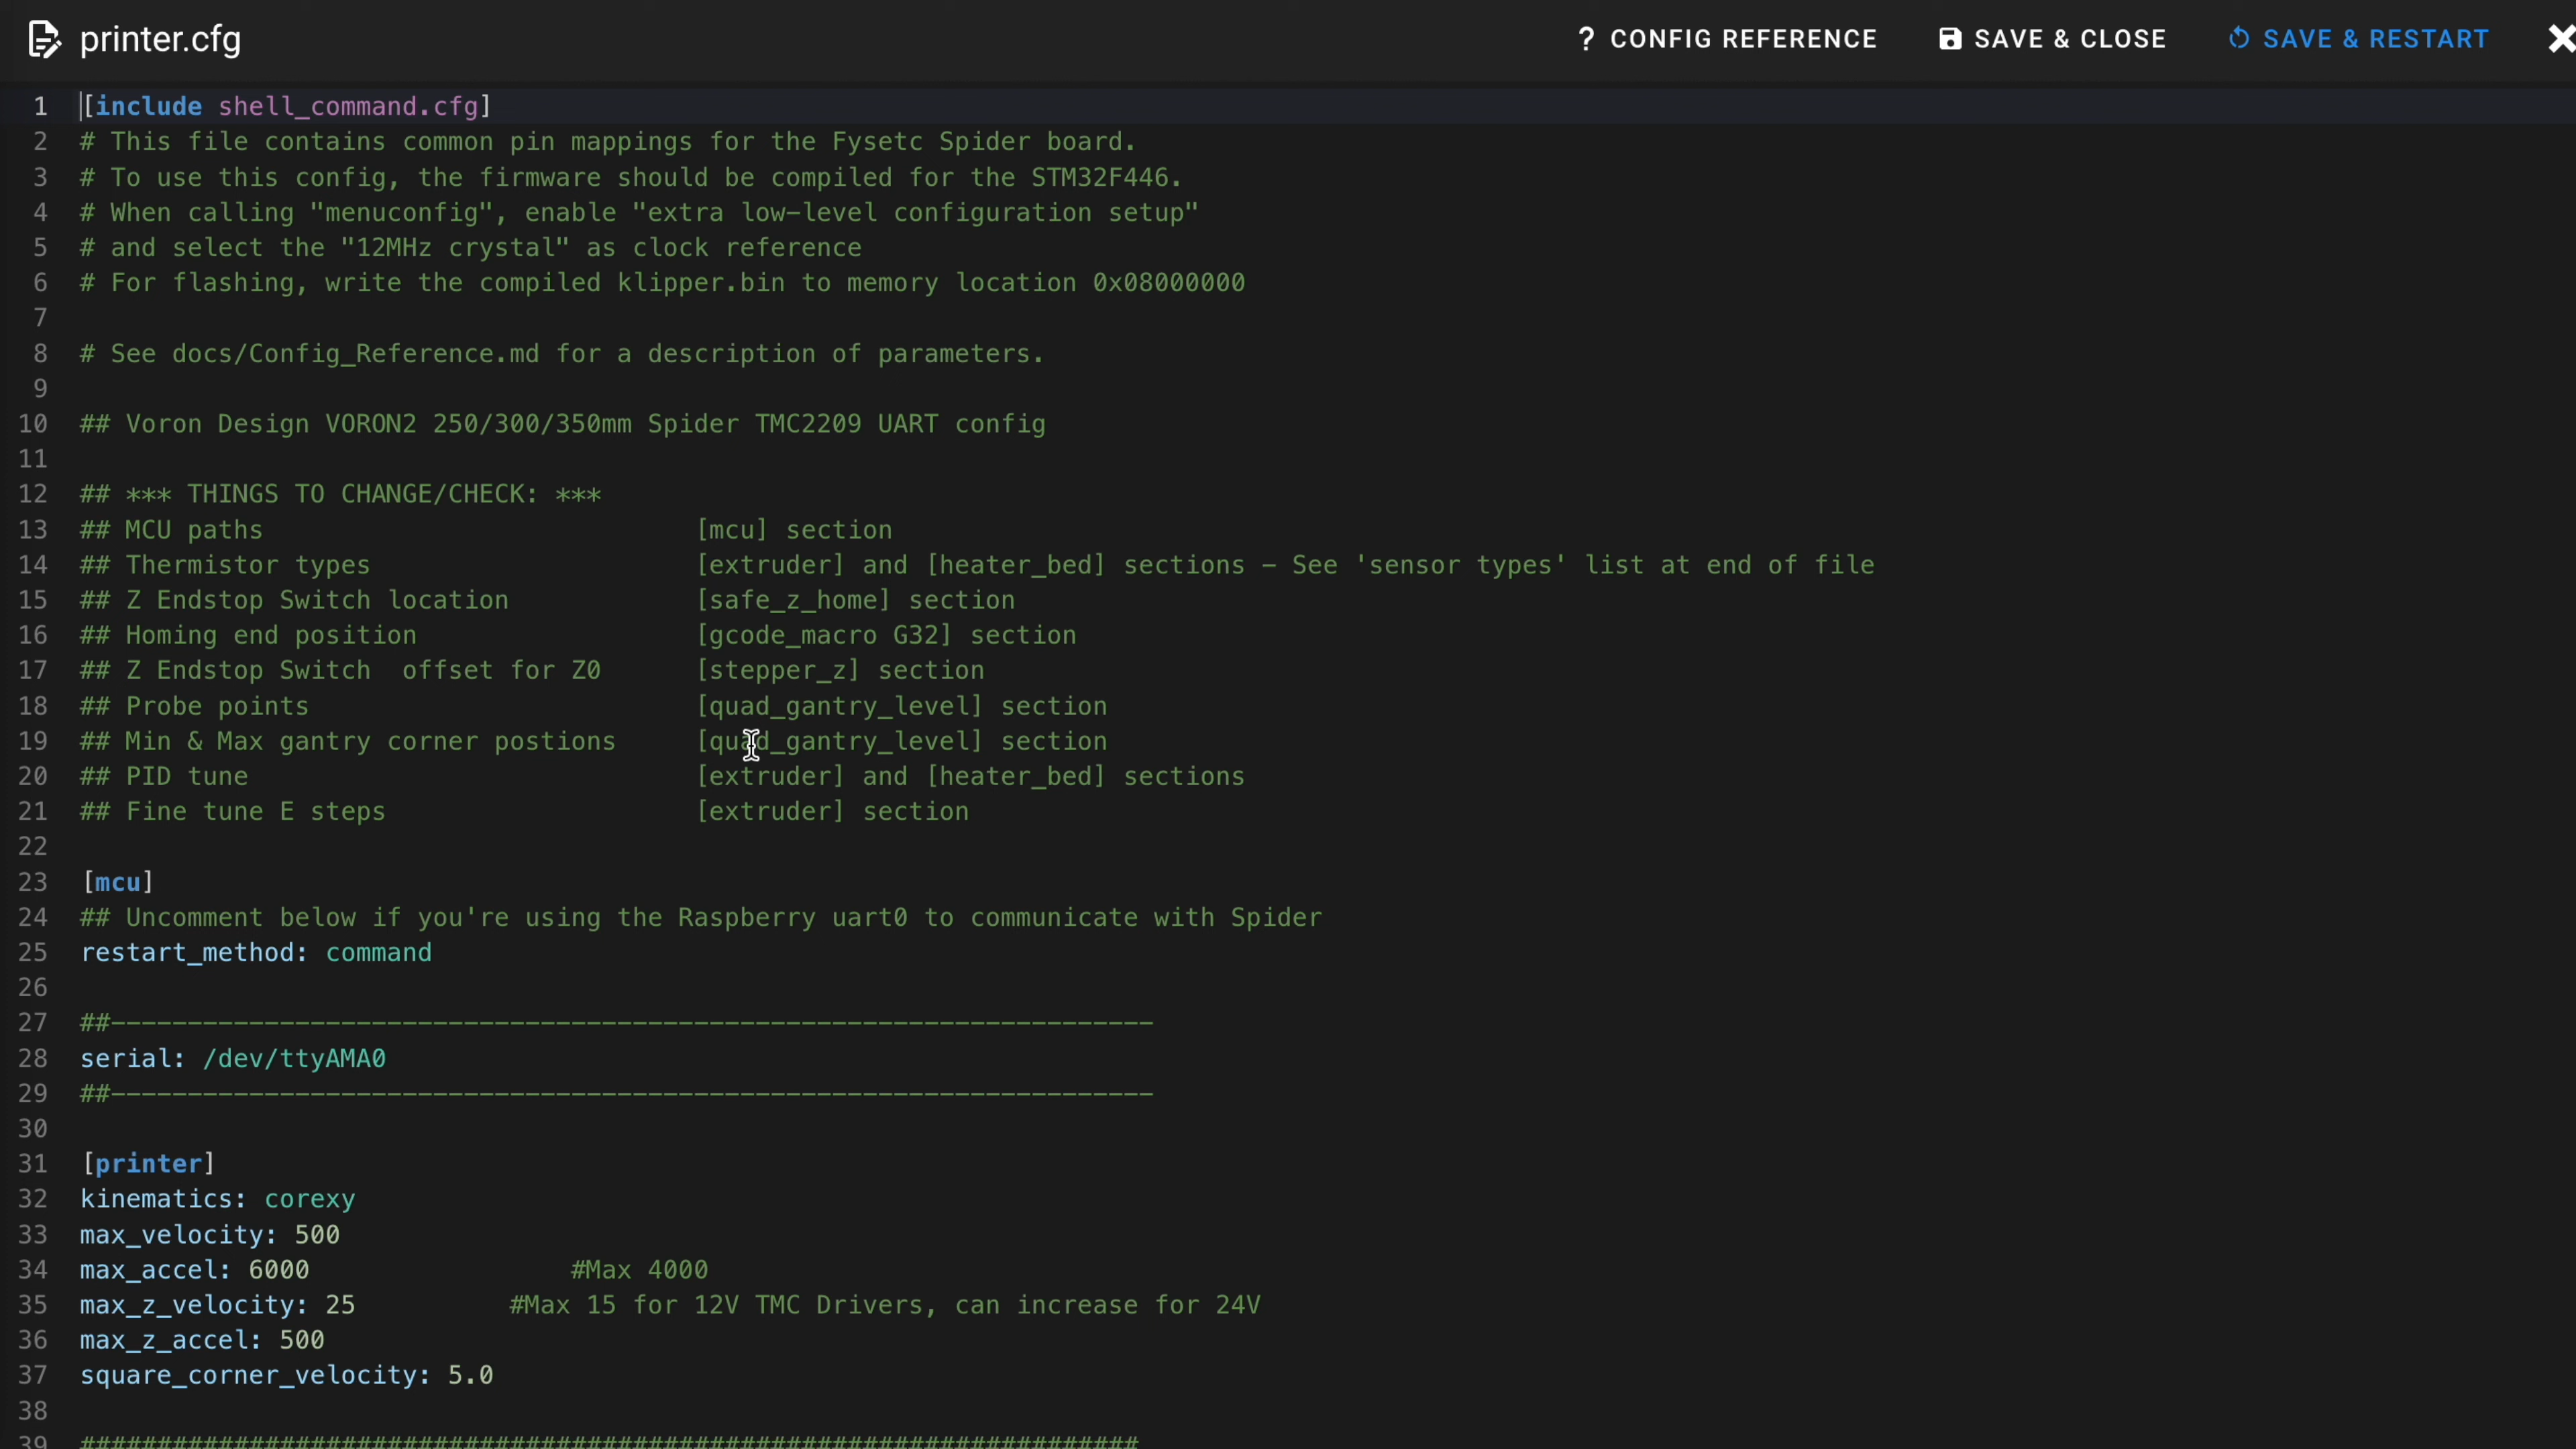 printer.cfg
? CONFIG REFERENCE SAVE & CLOSE SAVE & RESTART
1 [include shell_command.cfg]
2 # This file contains common pin mappings for the Fysetc Spider board.
3 # To use this config, the firmware should be compiled for the STM32F446.
4 # When calling "menuconfig", enable "extra low-level configuration setup"
5 # and select the "12MHz crystal" as clock reference
6 # For flashing, write the compiled klipper.bin to memory location 0x08000000
7
8 # See docs/Config_Reference.md for a description of parameters.
9
10 ## Voron Design VORON2 250/300/350mm Spider TMC2209 UART config
11
12 ## *** THINGS TO CHANGE/CHECK: ***
13 ## MCU paths [mcu] section
14 ## Thermistor types [extruder] and [heater_bed] sections - See 'sensor types' list at end of file
15 ## Z Endstop Switch location [safe_z_home] section
16 ## Homing end position [gcode_macro G32] section
17 ## Z Endstop Switch  offset for Z0 [stepper_z] section
18 ## Probe points [quad_gantry_level] section
19 ## Min & Max gantry corner postions [quad_gantry_level] section
20 ## PID tune [extruder] and [heater_bed] sections
21 ## Fine tune E steps [extruder] section
22
23 [mcu]
24 ## Uncomment below if you're using the Raspberry uart0 to communicate with Spider
25 restart_method: command
26
27 ##--------------------------------------------------------------------
28 serial: /dev/ttyAMA0
29 ##--------------------------------------------------------------------
30
31 [printer]
32 kinematics: corexy
33 max_velocity: 500
34 max_accel: 6000 #Max 4000
35 max_z_velocity: 25 #Max 15 for 12V TMC Drivers, can increase for 24V
36 max_z_accel: 500
37 square_corner_velocity: 5.0
38
39 #####################################################################